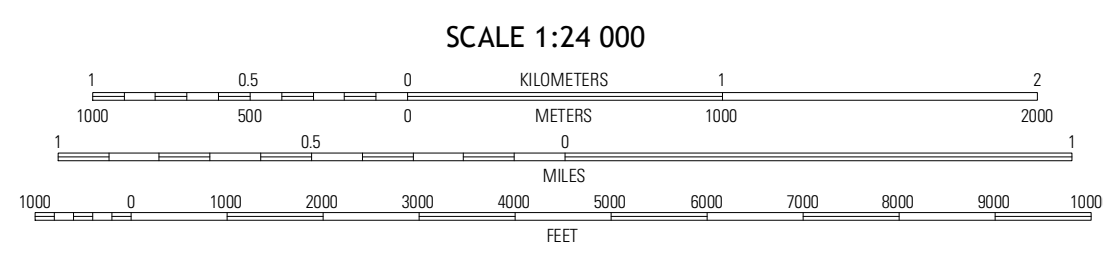 SCALE 1:24 000
1 0.5 0 KILOMETERS 1 2
1000 500 0 METERS 1000 2000
1 0.5 0 1
MILES
1000 0 1000 2000 3000 4000 5000 6000 7000 8000 9000 1000
FEET